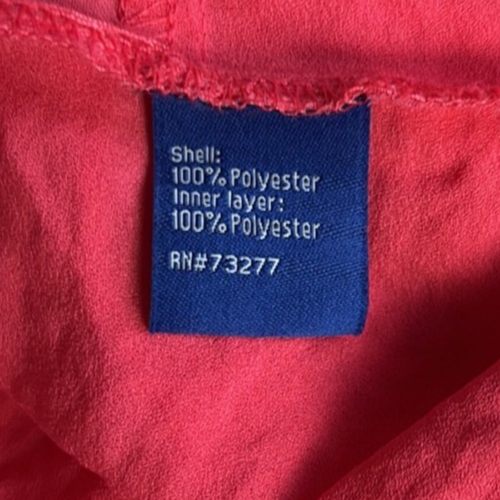 Shell:
100% Polyester
Inner layer:
100% Polyester
RN#73277